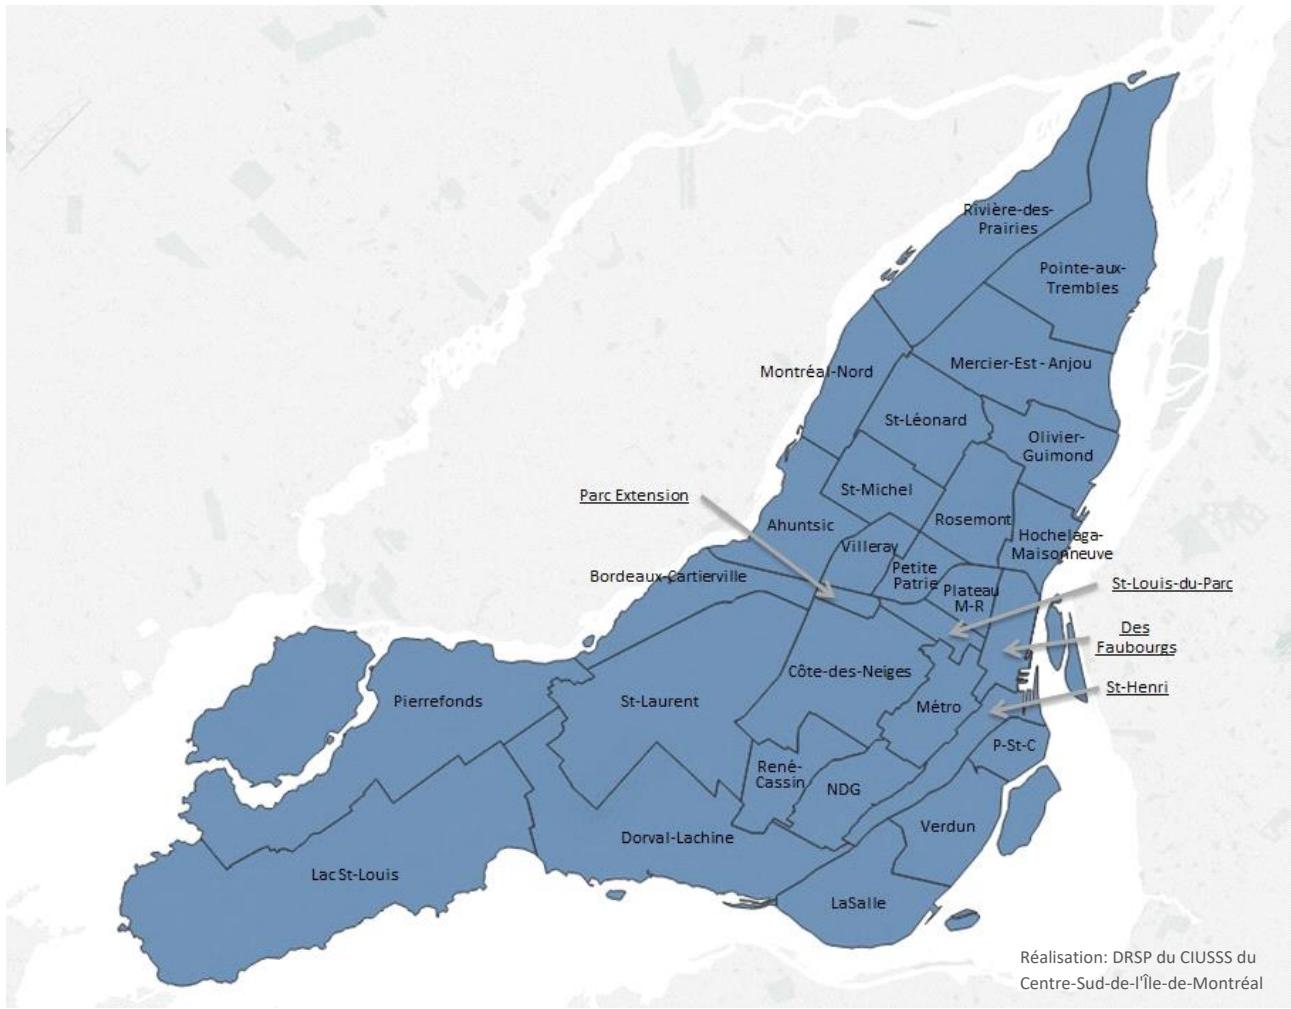 Rivière-des-
Prairies
Pointe-aux-
Trembles
Mercier-Est-Anjou
Montréal-Nord
St-Léonard
Olivier-
Guimond
St-Michel
Parc Extension
Rosemont
Ahuntsic
Hochelaga-
Maisonneuve
Villeray
Petite
Patrie
Bordeaux-Cartierville
St-Louis-du-Parc
Plateau
M-R
Des
Faubourgs
Côte-des-Neiges
St-Henri
Pierrefonds
St-Laurent
Métro
P-St-C
René-
Cassin
NDG
Verdun
Dorval-Lachine
Lac St-Louis
LaSalle
Réalisation: DRSP du CIUSSS du
Centre-Sud-de-l'Île-de-Montréal